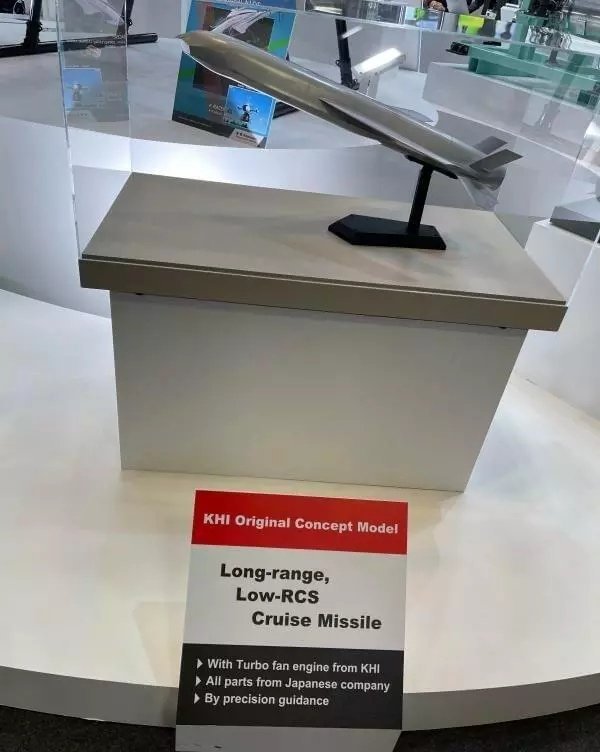 KHI Original Concept Model
Long-range,
Low-RCS
Cruise Missile
With Turbo fan engine from KHI
All parts from Japanese company
By precision guidance